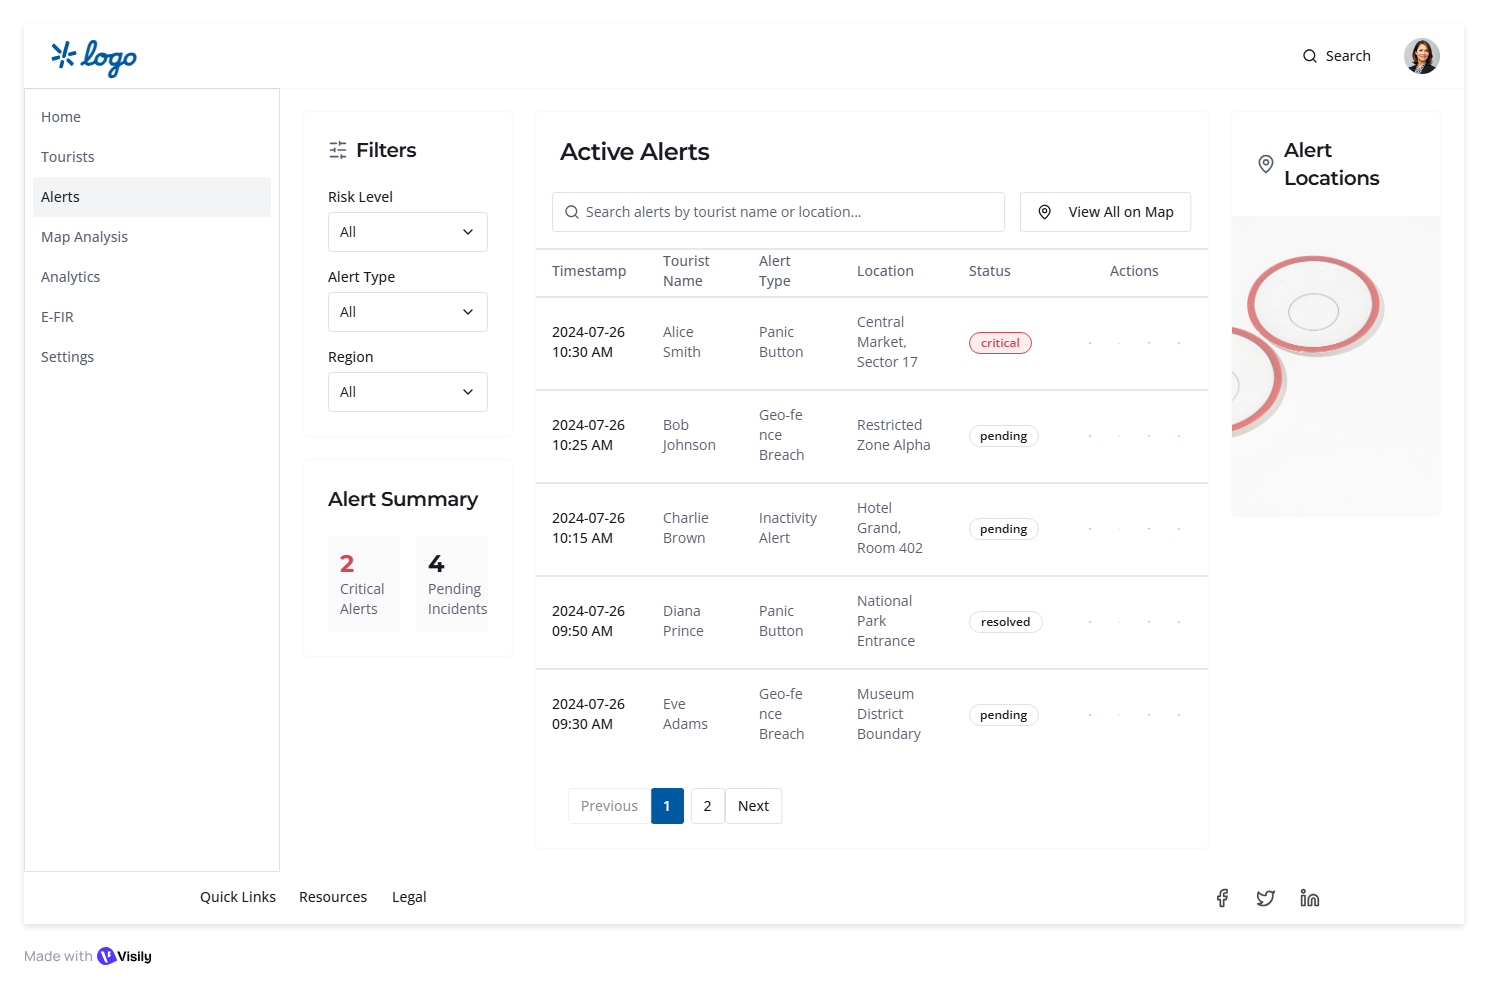 logo
Search
Home
Tourists
Alerts
Map Analysis
Analytics
E-FIR
Settings
Filters
Risk Level
All
Alert Type
All
Region
All
Alert Summary
2
Critical
Alerts
4
Pending
Incidents
Active Alerts
Search alerts by tourist name or location...
View All on Map
Timestamp
Tourist
Name
Alert
Type
Location
Status
Actions
2024-07-26
10:30 AM
Alice
Smith
Panic
Button
Central
Market,
Sector 17
critical
2024-07-26
10:25 AM
Bob
Johnson
Geo-fe
nce
Breach
Restricted
Zone Alpha
pending
2024-07-26
10:15 AM
Charlie
Brown
Inactivity
Alert
Hotel
Grand,
Room 402
pending
2024-07-26
09:50 AM
Diana
Prince
Panic
Button
National
Park
Entrance
resolved
2024-07-26
09:30 AM
Eve
Adams
Geo-fe
nce
Breach
Museum
District
Boundary
pending
Previous
1
2
Next
Alert
Locations
Quick Links
Resources
Legal
Made with Visily